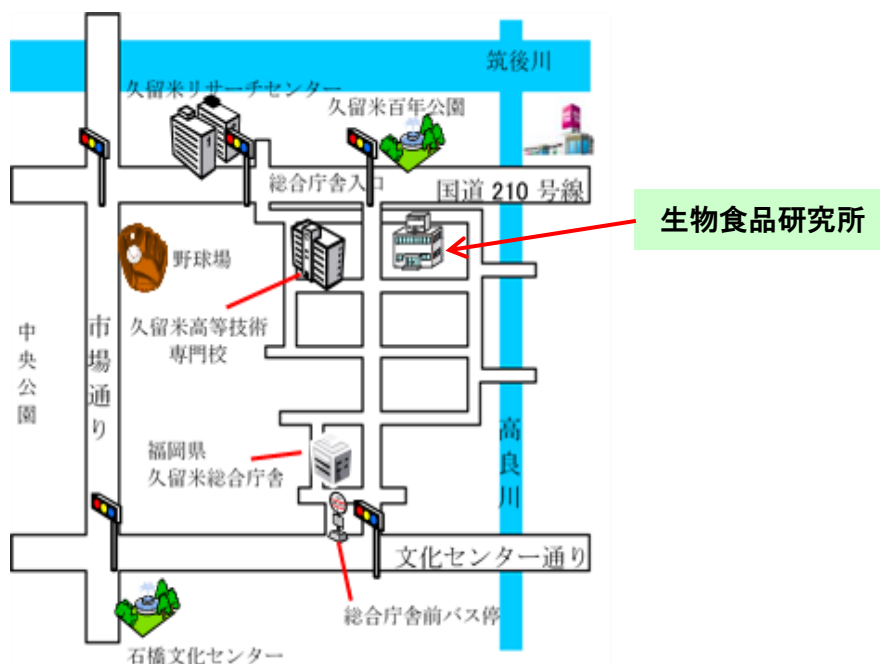 筑後川
久留米リサーチセンター
久留米百年公園
総合庁舎入口
国道 210 号線
生物食品研究所
野球場
久留米高等技術
専門校
中央公園
市場通り
福岡県
久留米総合庁舎
高良川
文化センター通り
総合庁舎前バス停
石橋文化センター